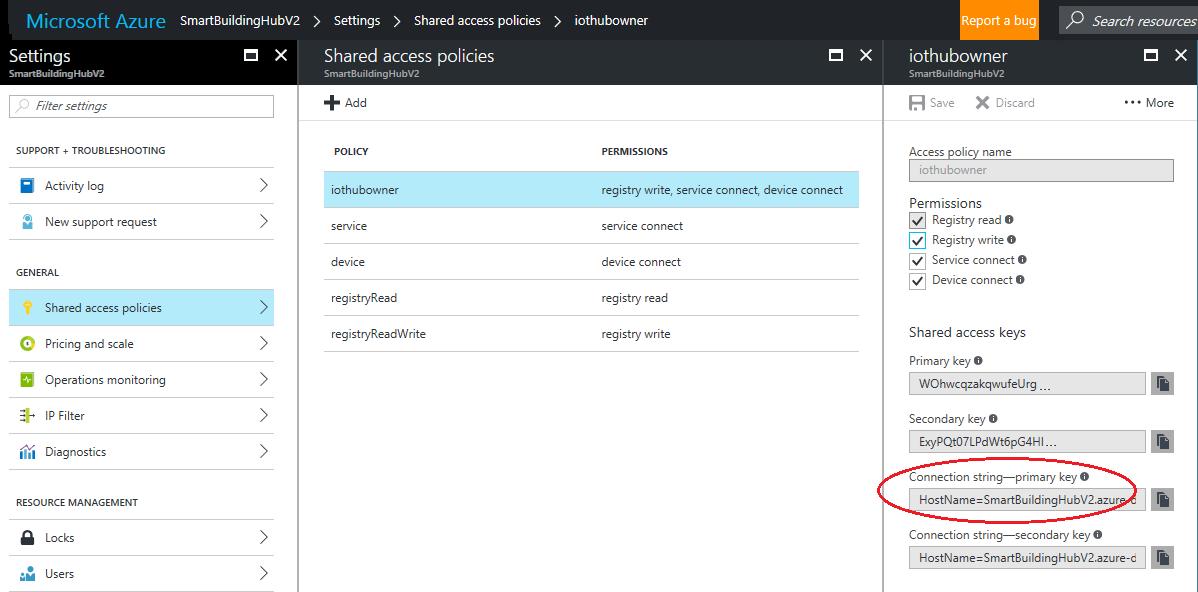 Microsoft Azure SmartBuildingHubV2 > Settings > Shared access policies > iothubowner Report a bug Search resources
Settings
SmartBuildingHubV2
Filter settings
SUPPORT + TROUBLESHOOTING
Activity log
New support request
GENERAL
Shared access policies
Pricing and scale
Operations monitoring
IP Filter
Diagnostics
RESOURCE MANAGEMENT
Locks
Users
Shared access policies
SmartBuildingHubV2
Add
POLICY PERMISSIONS
iothubowner registry write, service connect, device connect
service service connect
device device connect
registryRead registry read
registryReadWrite registry write
iothubowner
SmartBuildingHubV2
Save Discard ••• More
Access policy name
iothubowner
Permissions
Registry read
Registry write
Service connect
Device connect
Shared access keys
Primary key
WOhwcqzakqwufeUrg ...
Secondary key
ExyPQt07LPdWt6pG4HI...
Connection string—primary key
HostName=SmartBuildingHubV2.azure-d
Connection string—secondary key
HostName=SmartBuildingHubV2.azure-d